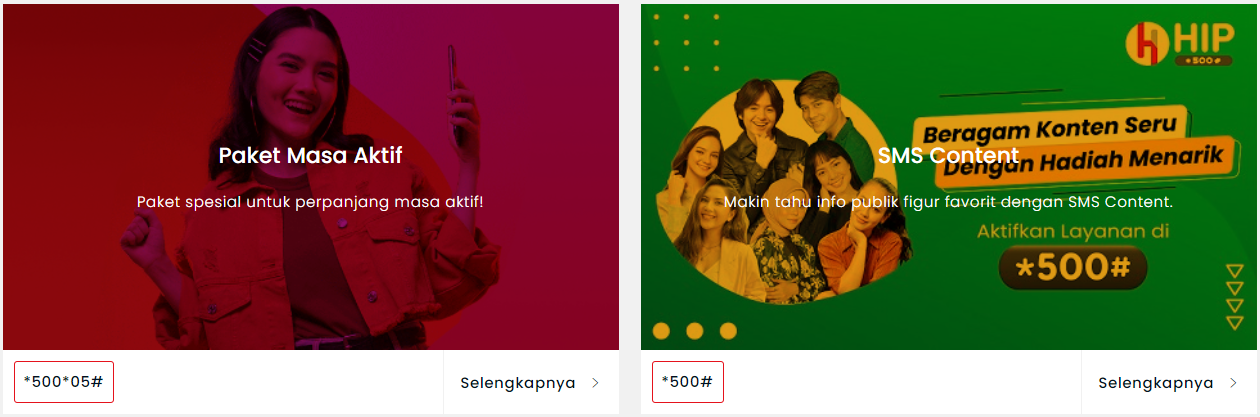 Paket Masa Aktif
Paket spesial untuk perpanjang masa aktif!
*500*05#
Selengkapnya
HIP
*500#
Beragam Konten Seru
Dengan Hadiah Menarik
SMS Content
Makin tahu info publik figur favorit dengan SMS Content.
Aktifkan Layanan di
*500#
*500#
Selengkapnya